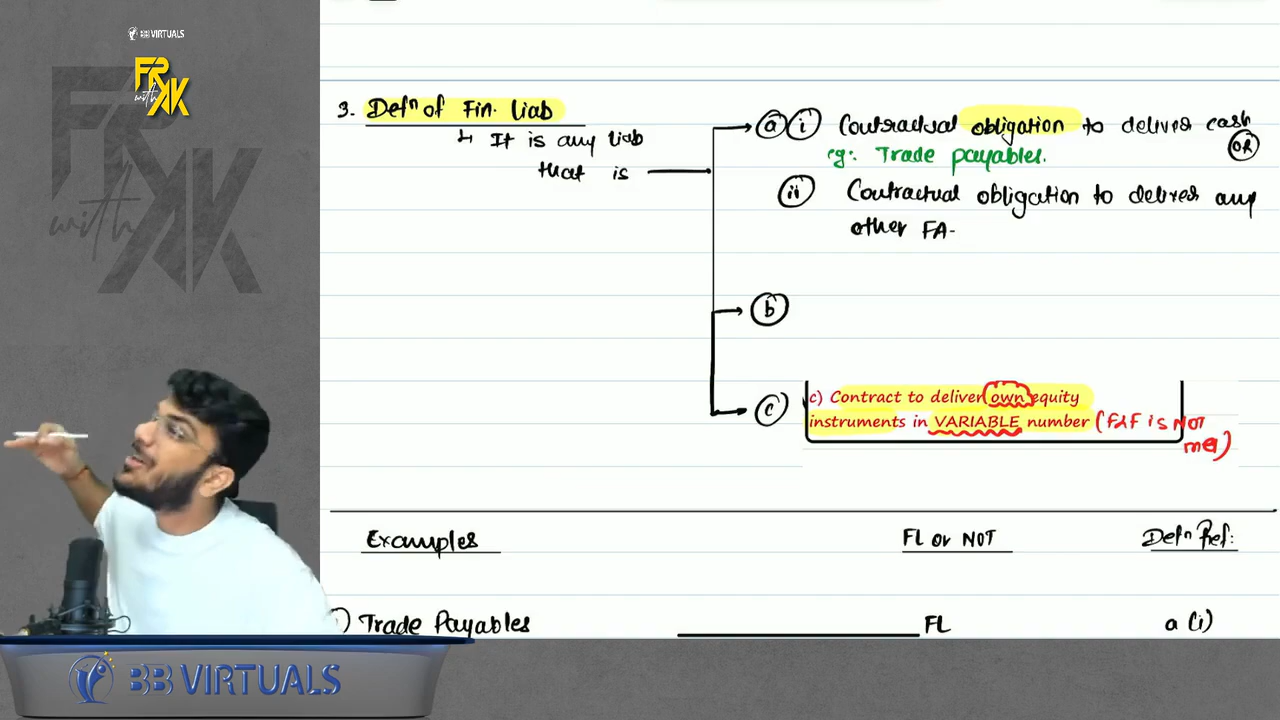 BB VIRTUALS
FR
with
AK
3. Defn of Fin. Liab
↳ It is any liab
that is
a i Contractual obligation to deliver cash
OR
eg: Trade payables.
ii Contractual obligation to deliver any
other FA.
b
c
c) Contract to deliver own equity
instruments in VARIABLE number (F2F is NOT
met)
Examples FL or NOT Defn Ref:
) Trade Payables FL a (i)
BB VIRTUALS